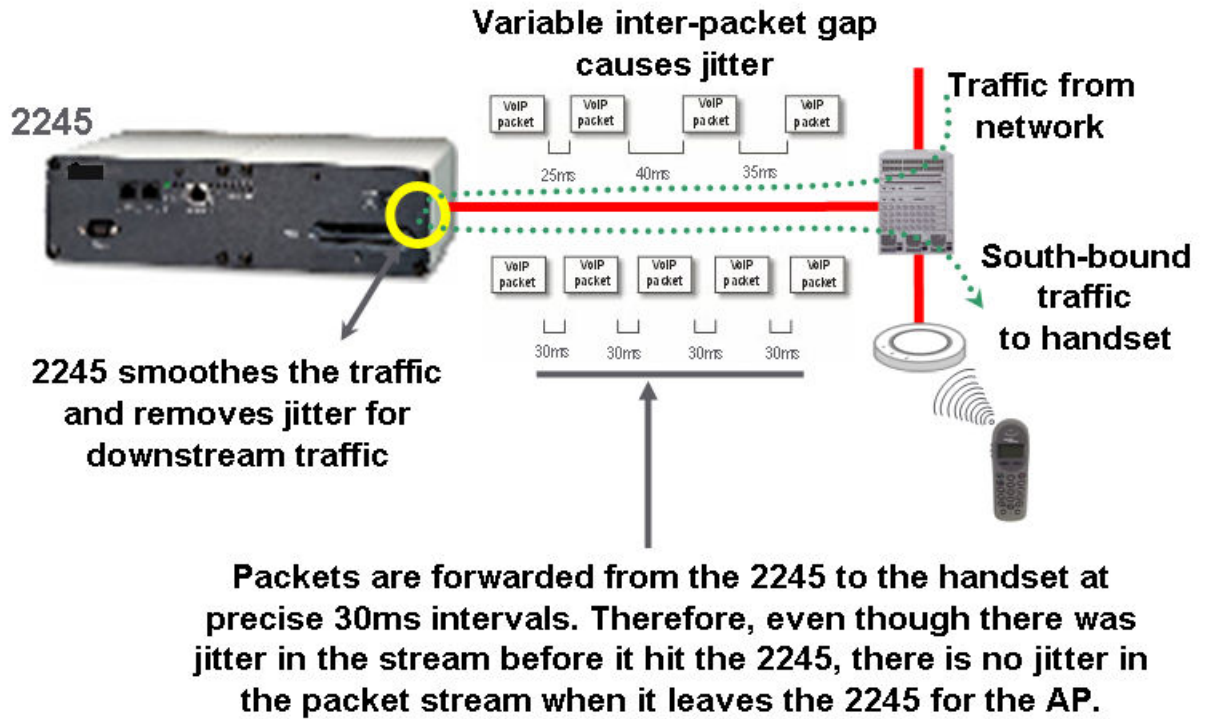 Variable inter-packet gap
causes jitter
2245
Traffic from
network
VoIP
packet
VoIP
packet
VoIP
packet
VoIP
packet
25ms
40ms
35ms
VoIP
packet
VoIP
packet
VoIP
packet
VoIP
packet
VoIP
packet
30ms
30ms
30ms
30ms
South-bound
traffic
to handset
2245 smoothes the traffic
and removes jitter for
downstream traffic
Packets are forwarded from the 2245 to the handset at
precise 30ms intervals. Therefore, even though there was
jitter in the stream before it hit the 2245, there is no jitter in
the packet stream when it leaves the 2245 for the AP.